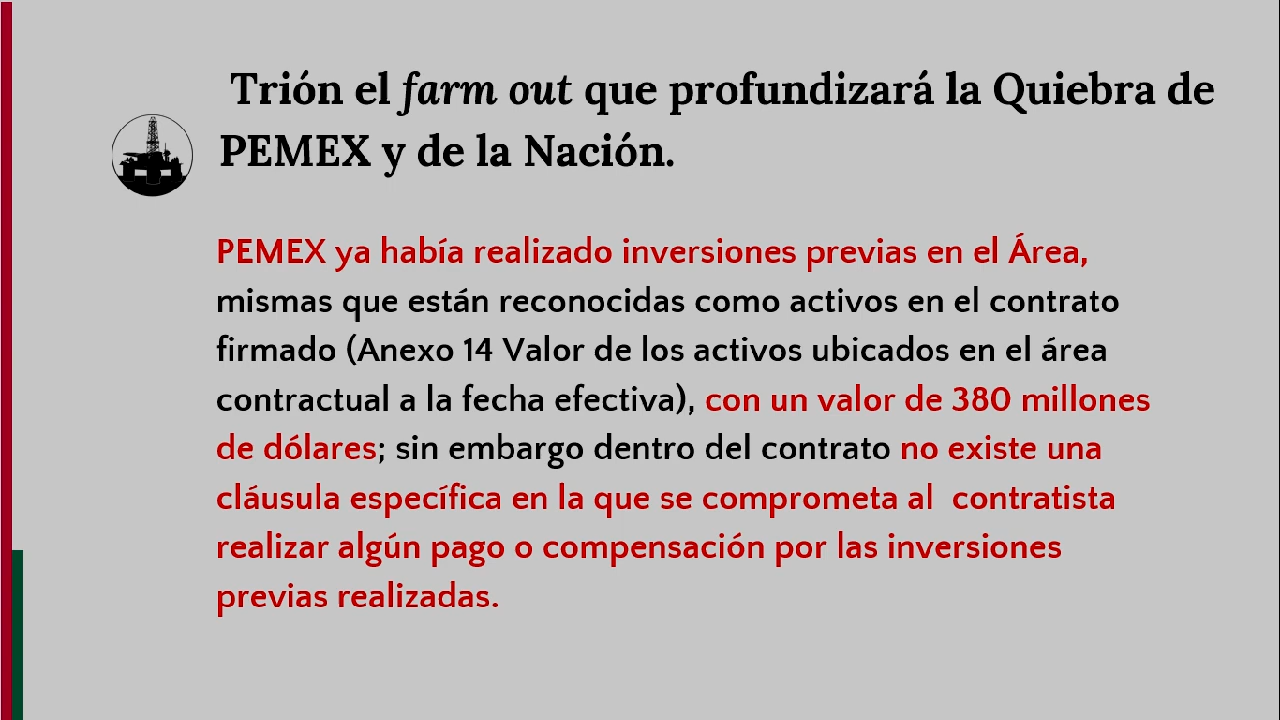 Trión el farm out que profundizará la Quiebra de
PEMEX y de la Nación.
PEMEX ya había realizado inversiones previas en el Área,
mismas que están reconocidas como activos en el contrato
firmado (Anexo 14 Valor de los activos ubicados en el área
contractual a la fecha efectiva), con un valor de 380 millones
de dólares; sin embargo dentro del contrato no existe una
cláusula específica en la que se comprometa al  contratista
realizar algún pago o compensación por las inversiones
previas realizadas.